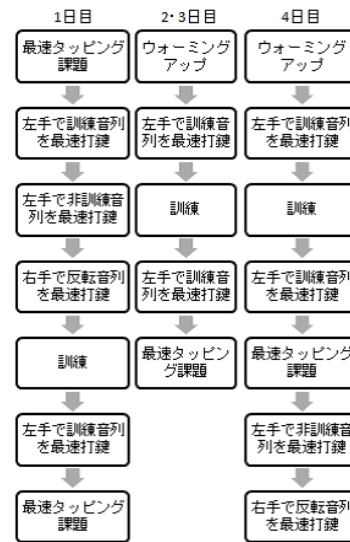 1日目
最速タッピング
課題
左手で訓練音列
を最速打鍵
左手で非訓練音
列を最速打鍵
右手で反転音列
を最速打鍵
訓練
左手で訓練音列
を最速打鍵
最速タッピング
課題
2・3日目
ウォーミング
アップ
左手で訓練音
列を最速打鍵
訓練
左手で訓練音
列を最速打鍵
最速タッピン
グ課題
4日目
ウォーミング
アップ
左手で訓練音列
を最速打鍵
訓練
左手で訓練音列
を最速打鍵
最速タッピング
課題
左手で非訓練音
列を最速打鍵
右手で反転音列
を最速打鍵